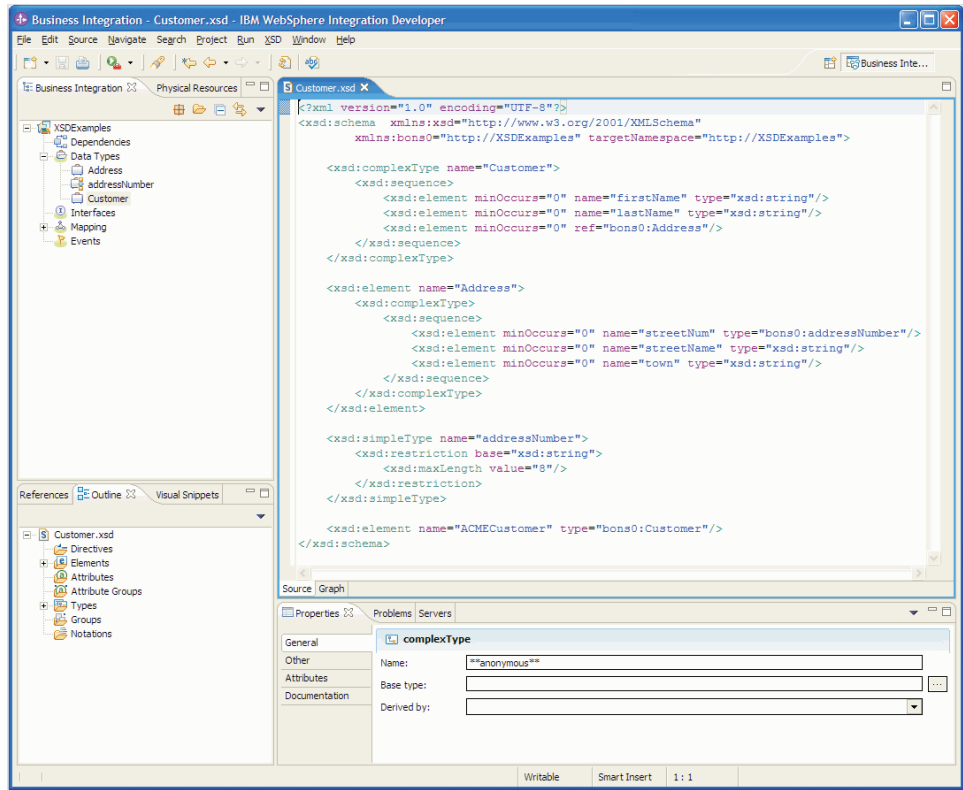 Business Integration - Customer.xsd - IBM WebSphere Integration Developer
File Edit Source Navigate Search Project Run XSD Window Help
Business Inte...
Business Integration Physical Resources
XSDExamples
Dependencies
Data Types
Address
addressNumber
Customer
Interfaces
Mapping
Events
Customer.xsd
<?xml version="1.0" encoding="UTF-8"?>
<xsd:schema xmlns:xsd="http://www.w3.org/2001/XMLSchema"
xmlns:bons0="http://XSDExamples" targetNamespace="http://XSDExamples">
<xsd:complexType name="Customer">
<xsd:sequence>
<xsd:element minOccurs="0" name="firstName" type="xsd:string"/>
<xsd:element minOccurs="0" name="lastName" type="xsd:string"/>
<xsd:element minOccurs="0" ref="bons0:Address"/>
</xsd:sequence>
</xsd:complexType>
<xsd:element name="Address">
<xsd:complexType>
<xsd:sequence>
<xsd:element minOccurs="0" name="streetNum" type="bons0:addressNumber"/>
<xsd:element minOccurs="0" name="streetName" type="xsd:string"/>
<xsd:element minOccurs="0" name="town" type="xsd:string"/>
</xsd:sequence>
</xsd:complexType>
</xsd:element>
<xsd:simpleType name="addressNumber">
<xsd:restriction base="xsd:string">
<xsd:maxLength value="8"/>
</xsd:restriction>
</xsd:simpleType>
<xsd:element name="ACMECustomer" type="bons0:Customer"/>
</xsd:schema>
Source Graph
References Outline Visual Snippets
Customer.xsd
Directives
Elements
Attributes
Attribute Groups
Types
Groups
Notations
Properties Problems Servers
General
Other
Attributes
Documentation
complexType
Name: **anonymous**
Base type: ...
Derived by:
Writable Smart Insert 1 : 1